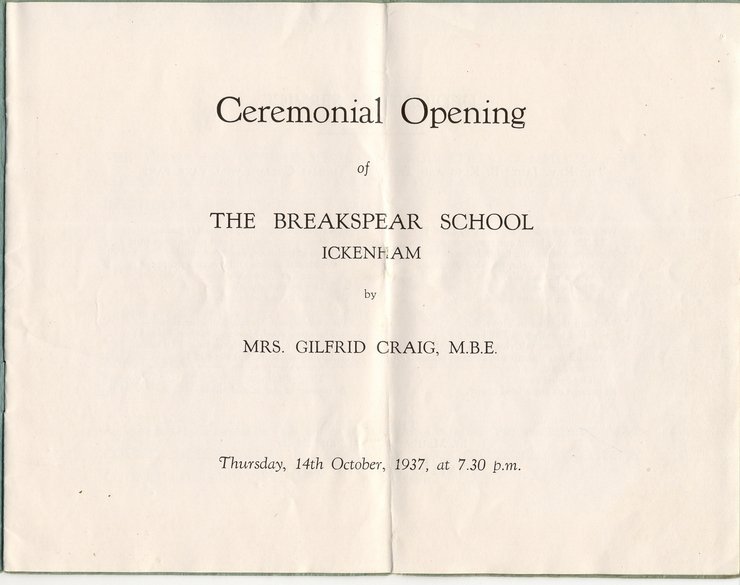 Ceremonial Opening
of
THE BREAKSPEAR SCHOOL
ICKENHAM
by
MRS. GILFRID CRAIG, M.B.E.
Thursday, 14th October, 1937, at 7.30 p.m.